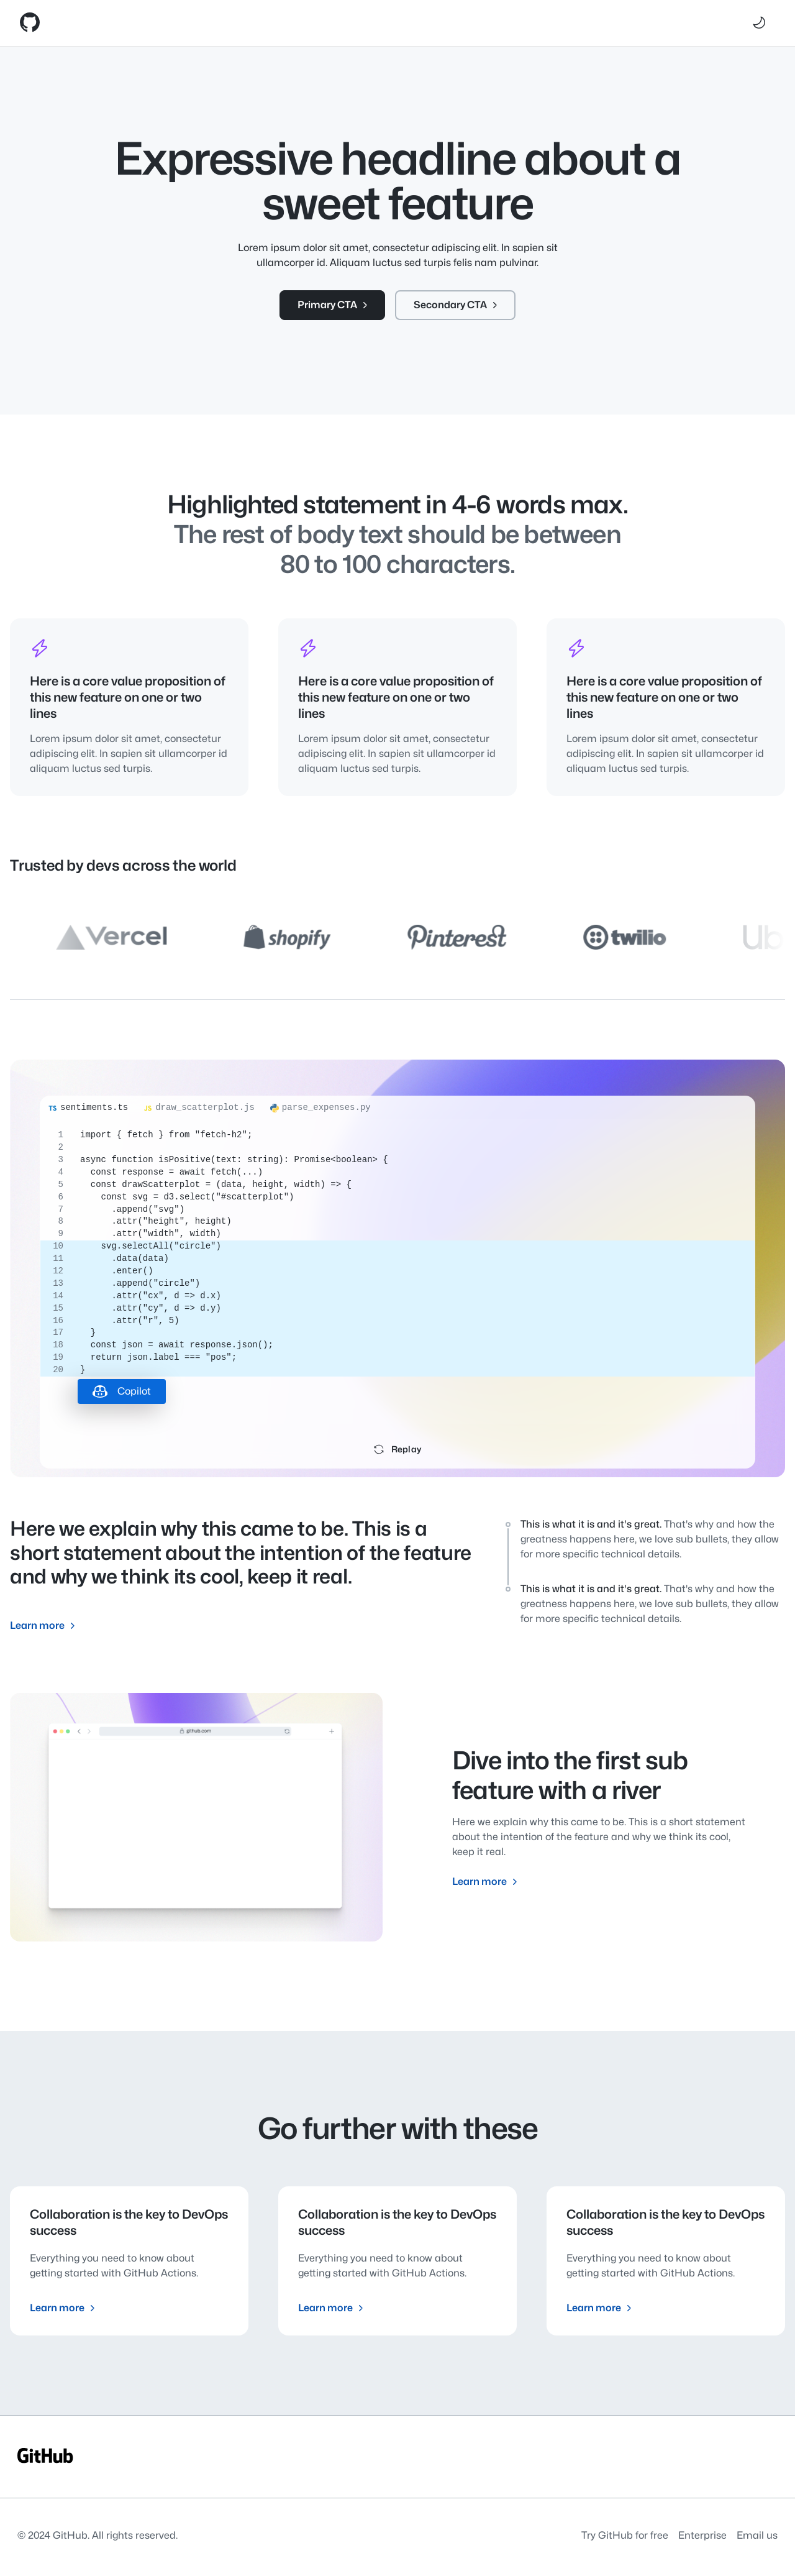 Expressive headline about a
sweet feature
Lorem ipsum dolor sit amet, consectetur adipiscing elit. In sapien sit
ullamcorper id. Aliquam luctus sed turpis felis nam pulvinar.
Primary CTA
Secondary CTA
Highlighted statement in 4-6 words max.
The rest of body text should be between
80 to 100 characters.
Here is a core value proposition of
this new feature on one or two
lines
Lorem ipsum dolor sit amet, consectetur
adipiscing elit. In sapien sit ullamcorper id
aliquam luctus sed turpis.
Here is a core value proposition of
this new feature on one or two
lines
Lorem ipsum dolor sit amet, consectetur
adipiscing elit. In sapien sit ullamcorper id
aliquam luctus sed turpis.
Here is a core value proposition of
this new feature on one or two
lines
Lorem ipsum dolor sit amet, consectetur
adipiscing elit. In sapien sit ullamcorper id
aliquam luctus sed turpis.
Trusted by devs across the world
Vercel
shopify
Pinterest
twilio
Ub
TS sentiments.ts
JS draw_scatterplot.js
parse_expenses.py
1 import { fetch } from "fetch-h2";
2
3 async function isPositive(text: string): Promise<boolean> {
4 const response = await fetch(...)
5 const drawScatterplot = (data, height, width) => {
6 const svg = d3.select("#scatterplot")
7 .append("svg")
8 .attr("height", height)
9 .attr("width", width)
10 svg.selectAll("circle")
11 .data(data)
12 .enter()
13 .append("circle")
14 .attr("cx", d => d.x)
15 .attr("cy", d => d.y)
16 .attr("r", 5)
17 }
18 const json = await response.json();
19 return json.label === "pos";
20 }
Copilot
Replay
Here we explain why this came to be. This is a
short statement about the intention of the feature
and why we think its cool, keep it real.
Learn more
This is what it is and it's great. That's why and how the
greatness happens here, we love sub bullets, they allow
for more specific technical details.
This is what it is and it's great. That's why and how the
greatness happens here, we love sub bullets, they allow
for more specific technical details.
github.com
Dive into the first sub
feature with a river
Here we explain why this came to be. This is a short statement
about the intention of the feature and why we think its cool,
keep it real.
Learn more
Go further with these
Collaboration is the key to DevOps
success
Everything you need to know about
getting started with GitHub Actions.
Learn more
Collaboration is the key to DevOps
success
Everything you need to know about
getting started with GitHub Actions.
Learn more
Collaboration is the key to DevOps
success
Everything you need to know about
getting started with GitHub Actions.
Learn more
GitHub
© 2024 GitHub. All rights reserved.
Try GitHub for free
Enterprise
Email us